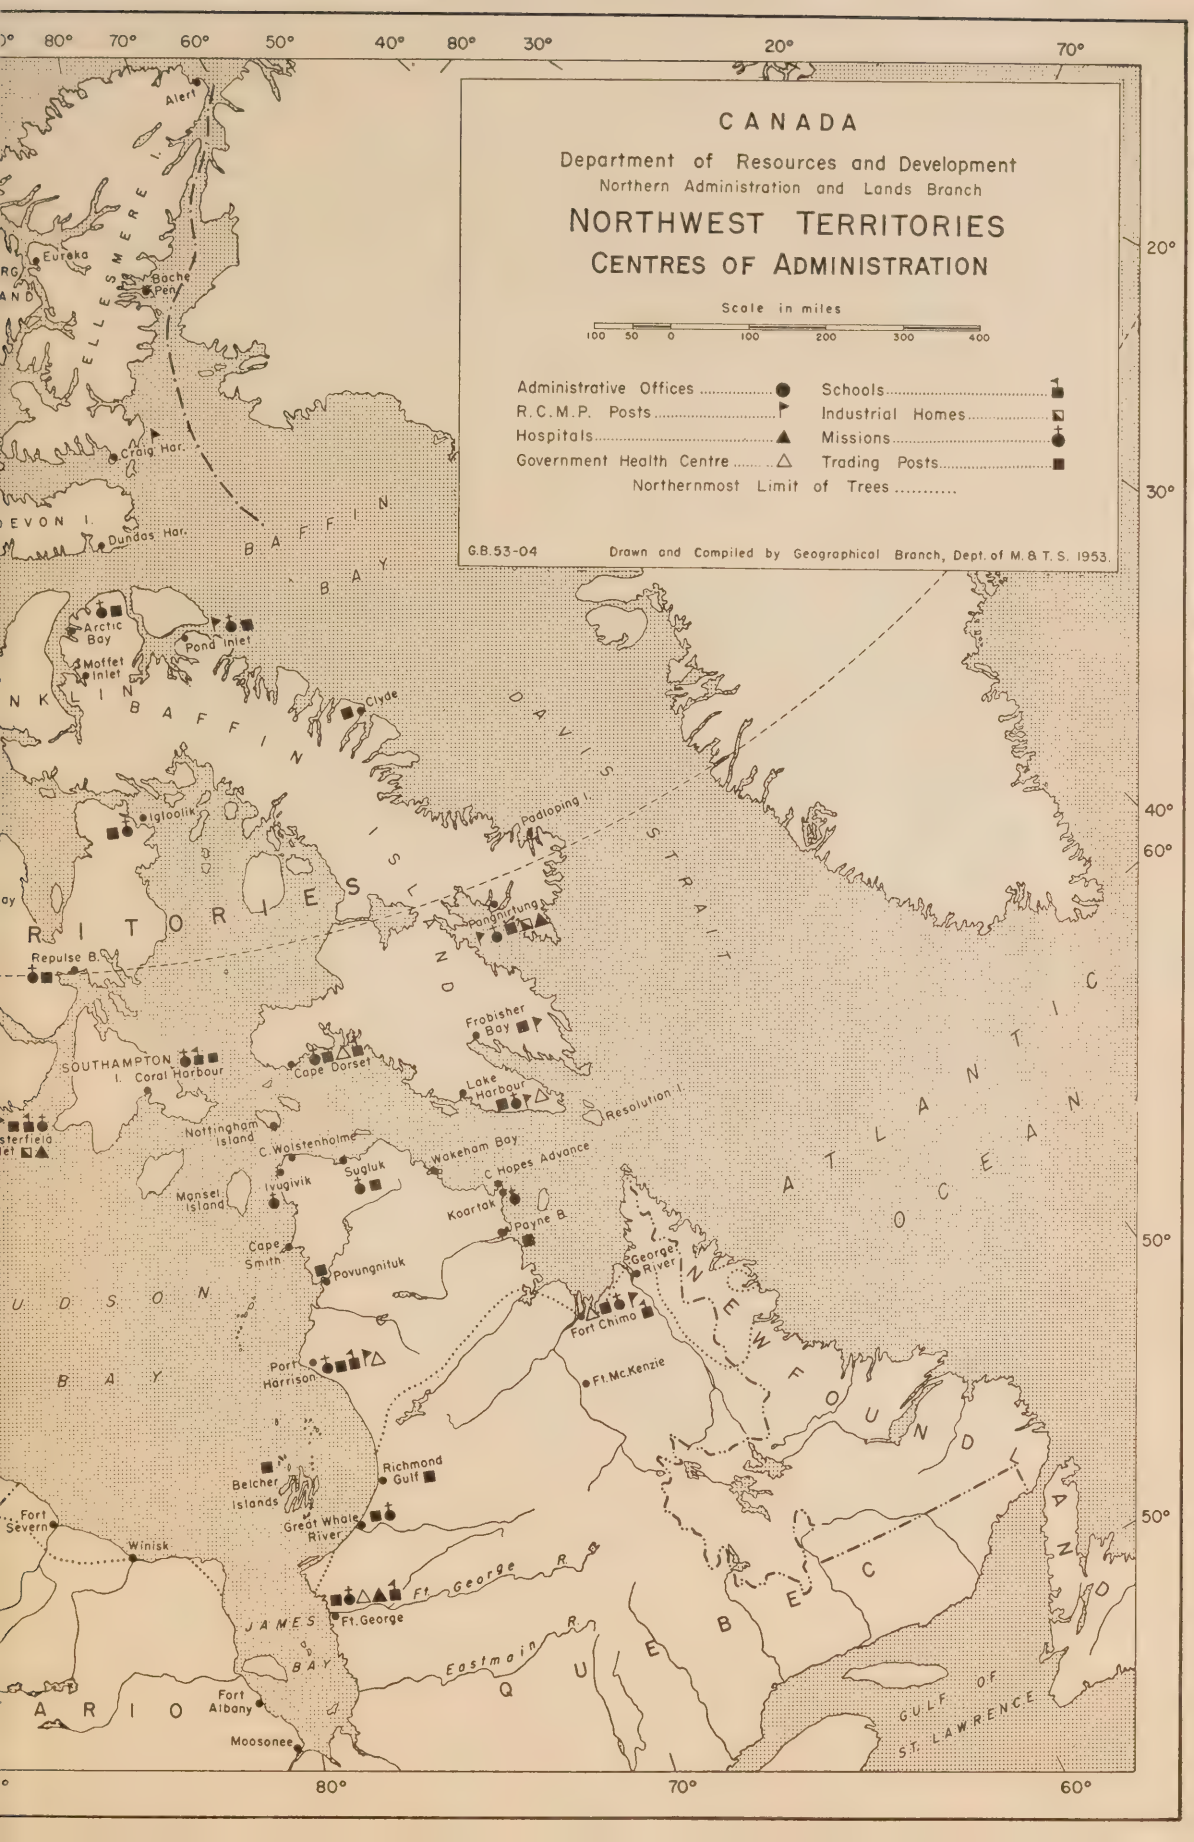 80° 70° 60° 50° 40° 80° 30° 20° 70°
CANADA
Department of Resources and Development
Northern Administration and Lands Branch
NORTHWEST TERRITORIES
CENTRES OF ADMINISTRATION
Scale in miles
100 50 0 100 200 300 400
Administrative Offices
R.C.M.P. Posts
Hospitals
Government Health Centre
Schools
Industrial Homes
Missions
Trading Posts
Northernmost Limit of Trees
G.B. 53-04
Drawn and Compiled by Geographical Branch, Dept. of M. & T. S. 1953.
20°
30°
40°
60°
50°
50°
Alert
ELLESMERE I.
Eureka
Bache
Pen.
Craig Har.
DEVON I.
Dundas Har.
BAFFIN
BAY
Arctic
Bay
Pond Inlet
Moffet
Inlet
NKLIN
Clyde
BAFFIN
ISLAND
DAVIS STRAIT
Igloolik
Padloping I.
RITORIES
Pangnirtung
Repulse B.
Frobisher
Bay
SOUTHAMPTON
I.
Coral Harbour
Cape Dorset
Lake
Harbour
Resolution I.
Nottingham
Island
C. Wolstenholme
Wakeham Bay
C. Hopes Advance
sterfield
let
Ivugivik
Sugluk
Koartak
Mansel
Island
Payne B.
Cape
Smith
Povungnituk
George
River
Fort Chimo
UDSON
BAY
Port
Harrison
Ft. Mc.Kenzie
ATLANTIC
OCEAN
NEWFOUNDLAND
Richmond
Gulf
Belcher
Islands
Great Whale
River
Fort
Severn
Winisk
Ft. George R.
Ft. George
JAMES
BAY
Eastmain R.
QUEBEC
ARIO
Fort
Albany
Moosonee
GULF OF
ST. LAWRENCE
80° 70° 60°